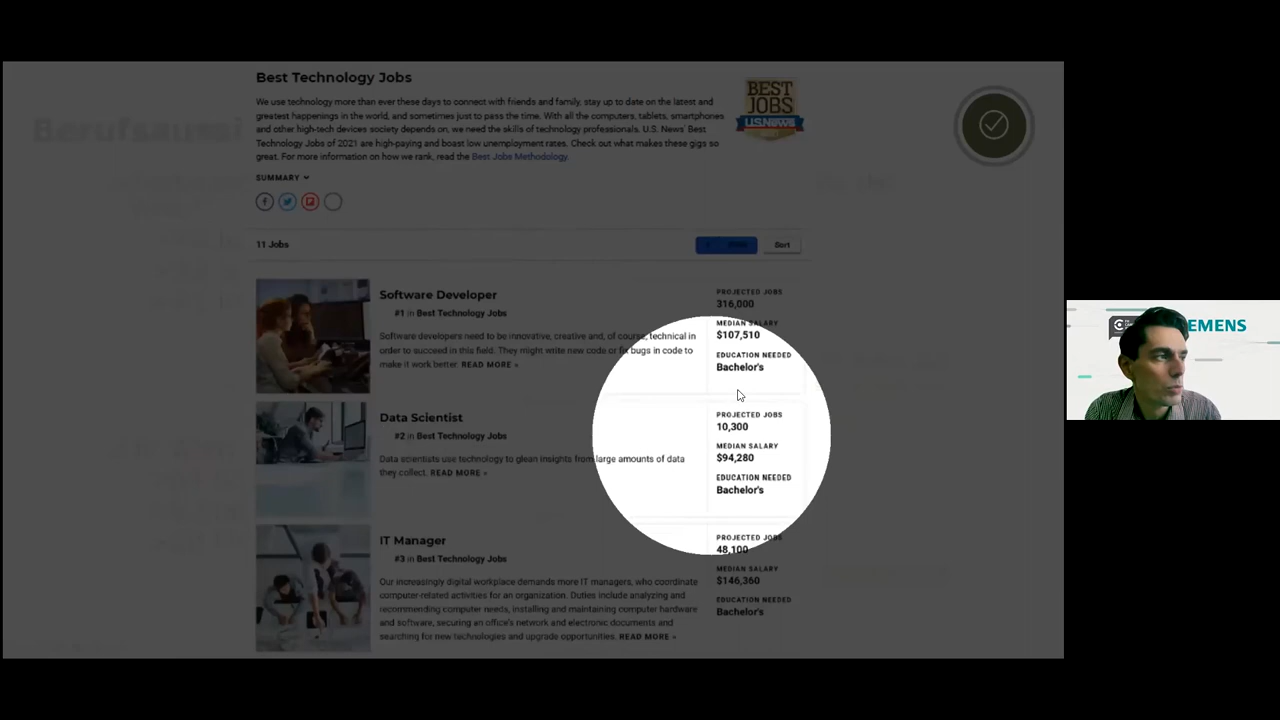 Best Technology Jobs
We use technology more than ever these days to connect with friends and family, stay up to date on the latest and
greatest happenings in the world, and sometimes just to pass the time. With all the computers, tablets, smartphones
and other high-tech devices society depends on, we need the skills of technology professionals. U.S. News' Best
Technology Jobs of 2021 are high-paying and boast low unemployment rates. Check out what makes these gigs so
great. For more information on how we rank, read the Best Jobs Methodology.
BEST
JOBS
U.S.NEWS
SUMMARY
11 Jobs
Sort
Software Developer
#1 in Best Technology Jobs
Software developers need to be innovative, creative and, of course, technical in
order to succeed in this field. They might write new code or fix bugs in code to
make it work better. READ MORE »
PROJECTED JOBS
316,000
MEDIAN SALARY
$107,510
EDUCATION NEEDED
Bachelor's
Data Scientist
#2 in Best Technology Jobs
Data scientists use technology to glean insights from large amounts of data
they collect. READ MORE »
PROJECTED JOBS
10,300
MEDIAN SALARY
$94,280
EDUCATION NEEDED
Bachelor's
IT Manager
#3 in Best Technology Jobs
Our increasingly digital workplace demands more IT managers, who coordinate
computer-related activities for an organization. Duties include analyzing and
recommending computer needs, installing and maintaining computer hardware
and software, securing an office's network and electronic documents and
searching for new technologies and upgrade opportunities. READ MORE »
PROJECTED JOBS
48,100
MEDIAN SALARY
$146,360
EDUCATION NEEDED
Bachelor's
EMENS